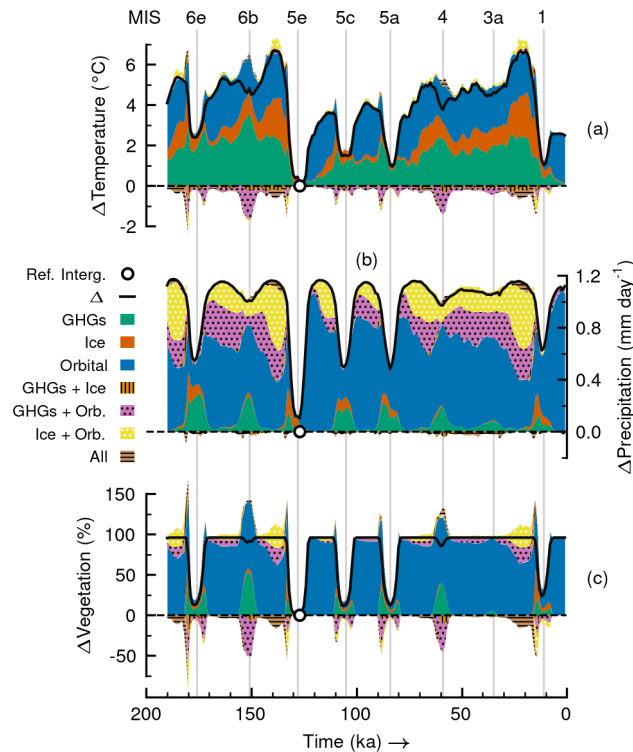 MIS 6e 6b 5e 5c 5a 4 3a 1
ΔTemperature (°C)
6
4
2
0
-2
(a)
(b)
Ref. Interg.
Δ
GHGs
Ice
Orbital
GHGs + Ice
GHGs + Orb.
Ice + Orb.
All
1.2
0.8
0.4
0.0
ΔPrecipitation (mm day⁻¹)
ΔVegetation (%)
150
100
50
0
-50
(c)
200 150 100 50 0
Time (ka) →